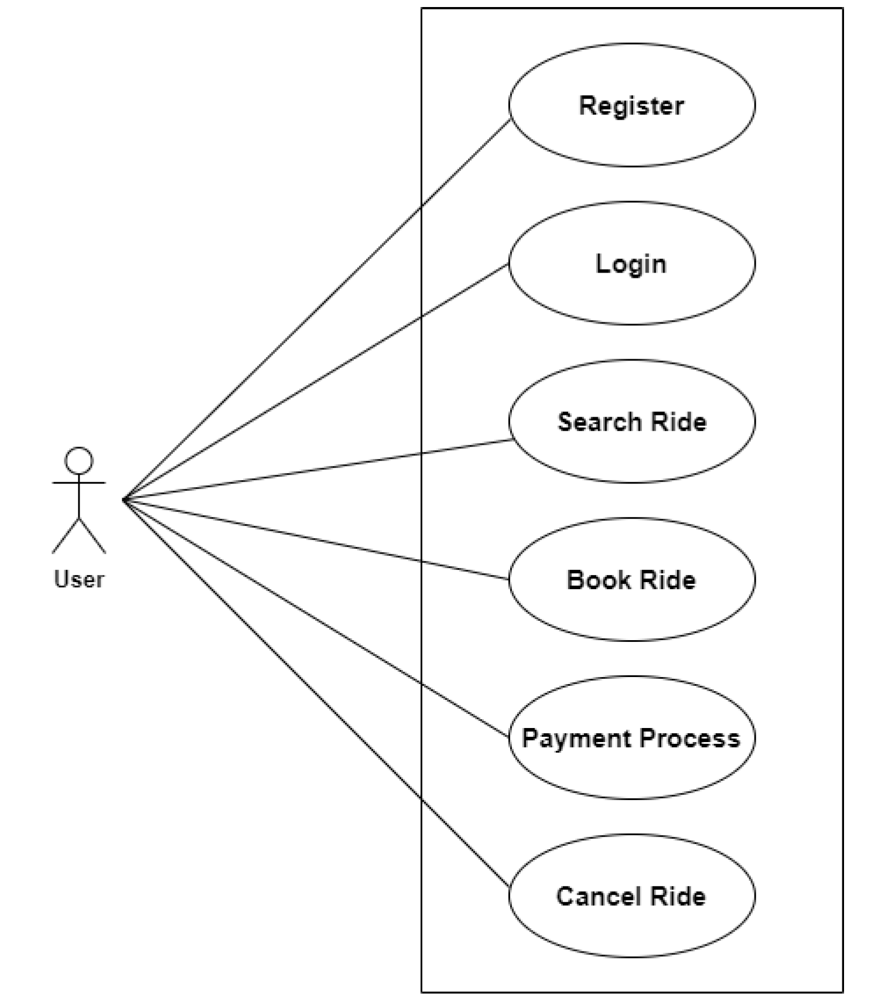 Register
Login
Search Ride
User
Book Ride
Payment Process
Cancel Ride